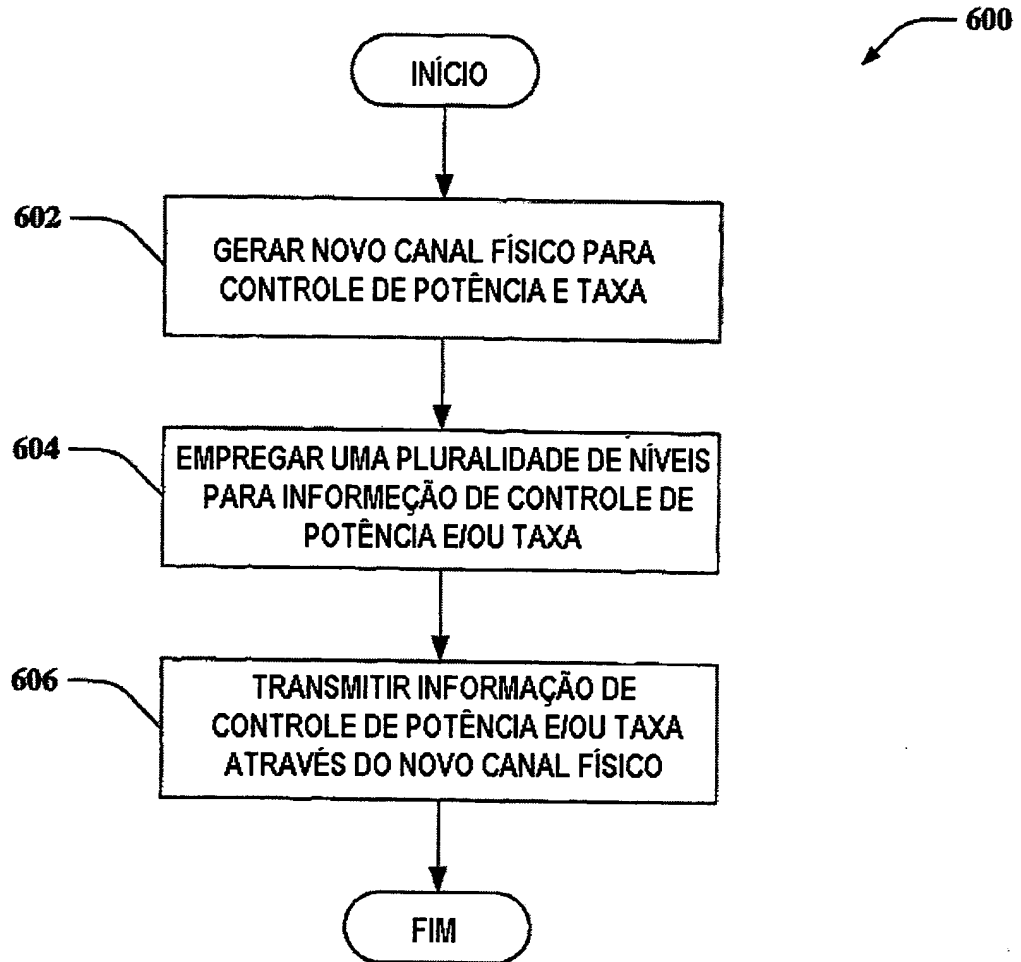 600
INÍCIO
602
GERAR NOVO CANAL FÍSICO PARA
CONTROLE DE POTÊNCIA E TAXA
604
EMPREGAR UMA PLURALIDADE DE NÍVEIS
PARA INFORMEÇÃO DE CONTROLE DE
POTÊNCIA E/OU TAXA
606
TRANSMITIR INFORMAÇÃO DE
CONTROLE DE POTÊNCIA E/OU TAXA
ATRAVÉS DO NOVO CANAL FÍSICO
FIM